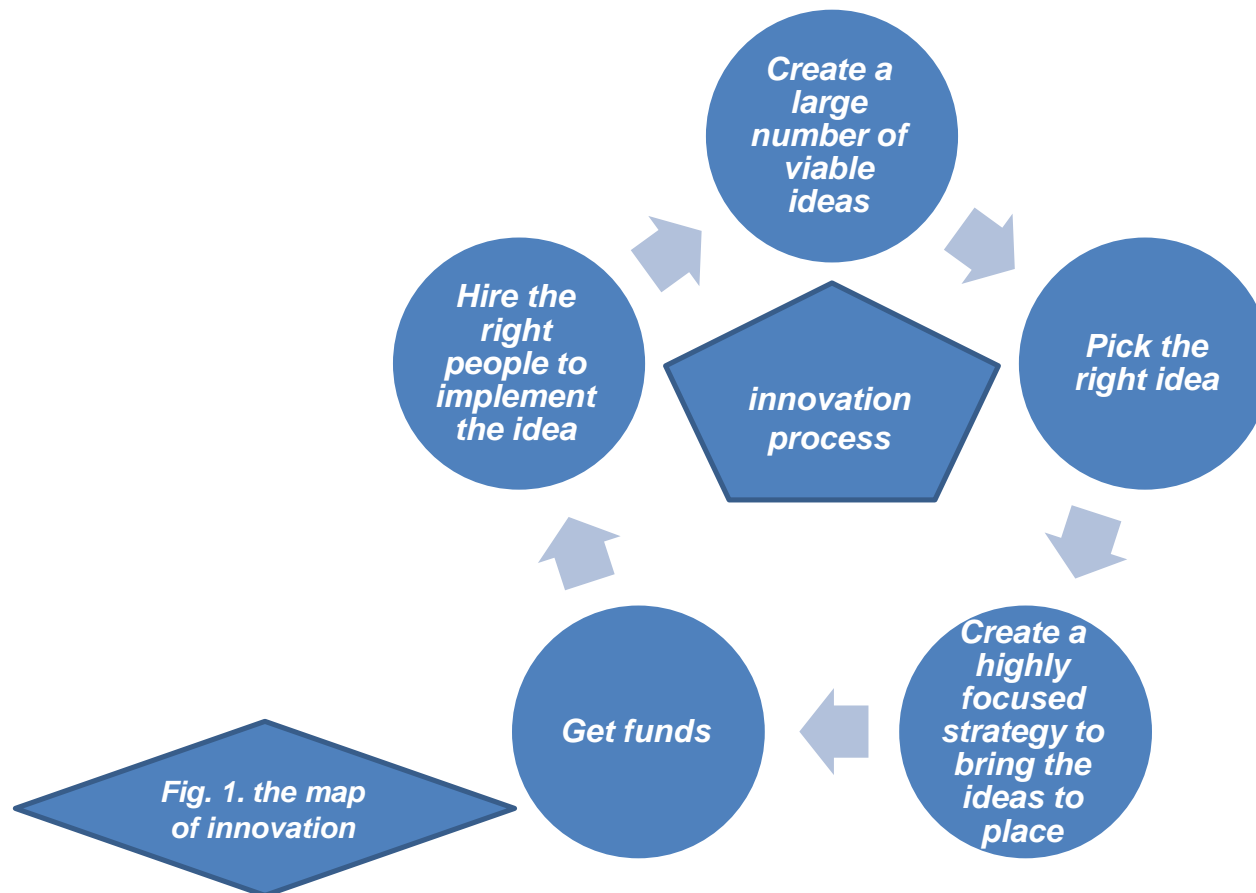 Create a
large
number of
viable
ideas
Pick the
right idea
Create a
highly
focused
strategy to
bring the
ideas to
place
Get funds
Hire the
right
people to
implement
the idea
innovation
process
Fig. 1. the map
of innovation